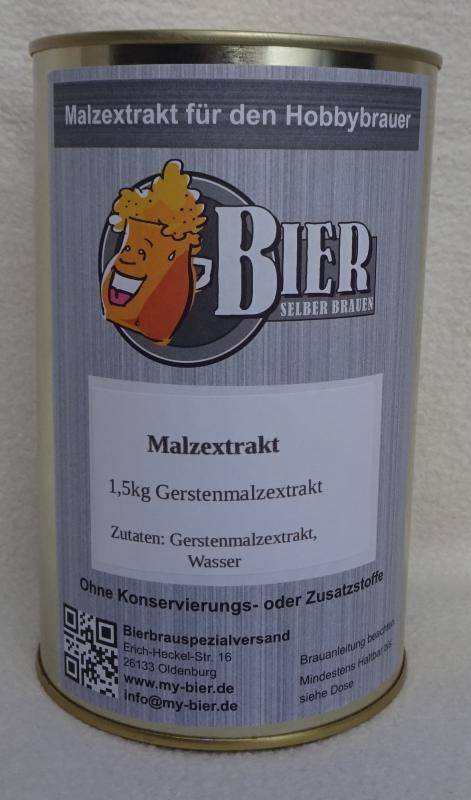 Malzextrakt für den Hobbybrauer
BIER
SELBER BRAUEN
Malzextrakt
1,5kg Gerstenmalzextrakt
Zutaten: Gerstenmalzextrakt,
Wasser
Ohne Konservierungs- oder Zusatzstoffe
Bierbrauspezialversand
Erich-Heckel-Str. 16
26133 Oldenburg
www.my-bier.de
info@my-bier.de
Brauanleitung beachten
Mindestens Haltbar bis:
siehe Dose